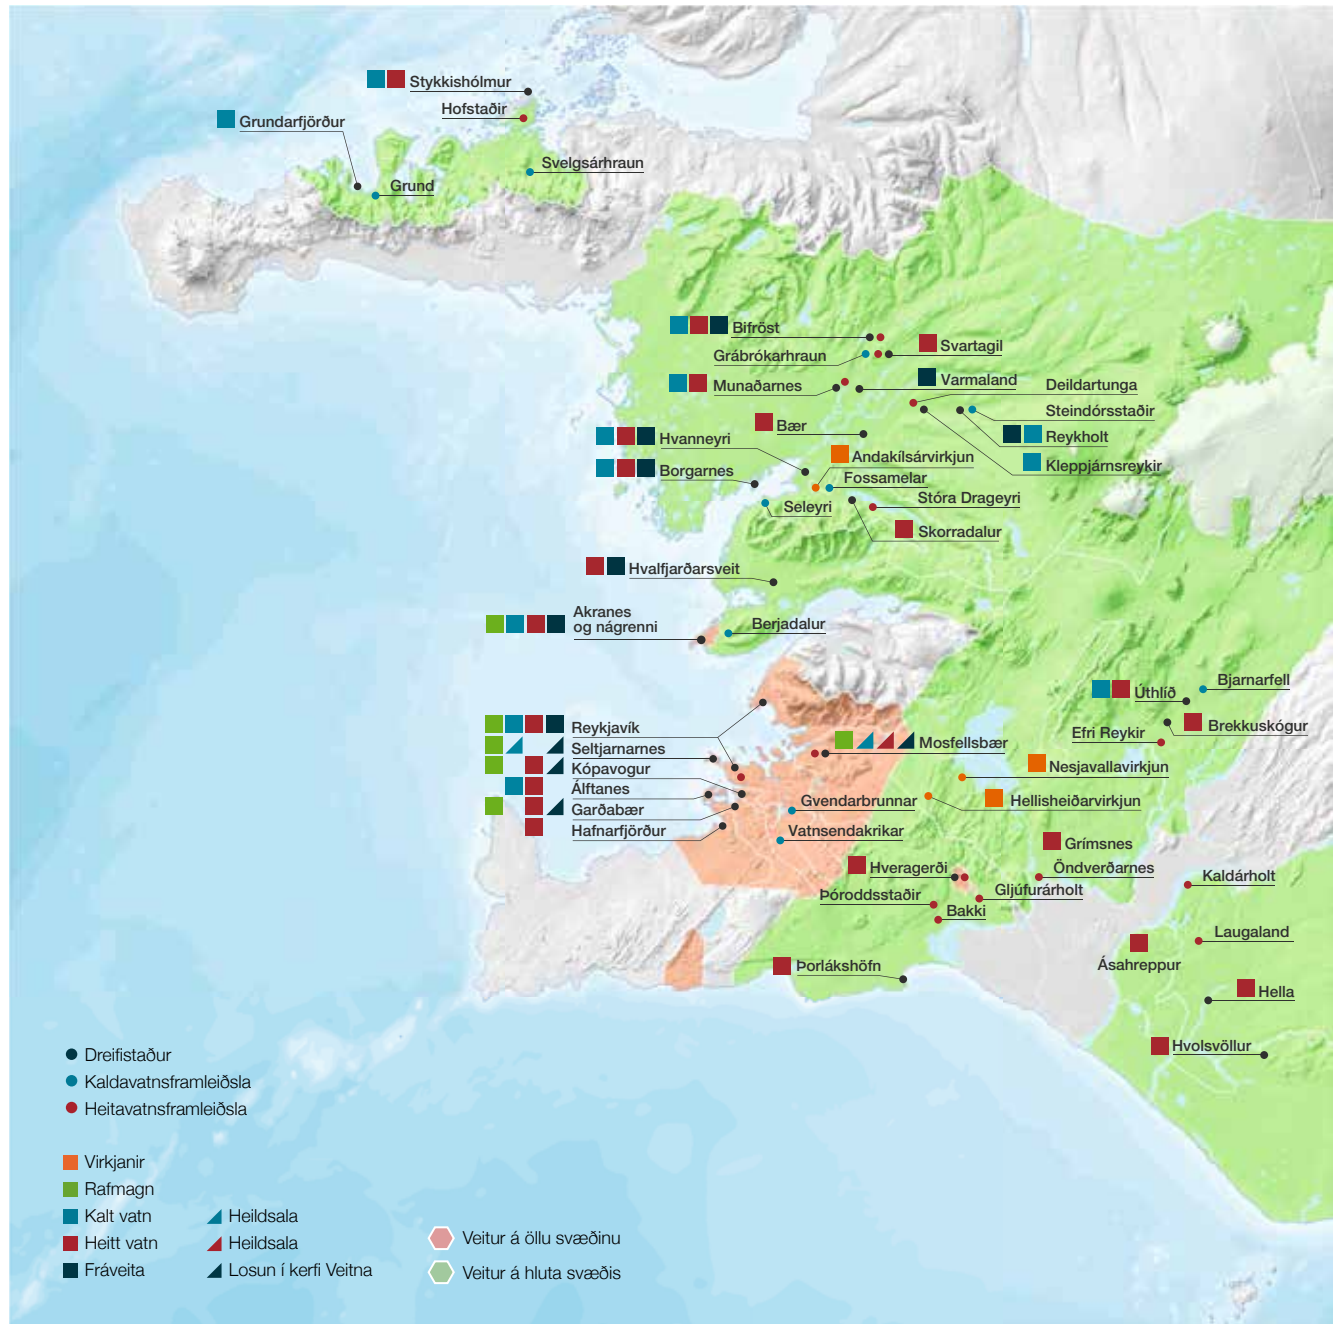 Stykkishólmur
Hofstaðir
Grundarfjörður
Svelgsárhraun
Grund
Bifröst
Grábrókarhraun
Svartagil
Munaðarnes
Varmaland
Deildartunga
Steindórsstaðir
Bær
Reykholt
Hvanneyri
Andakílsárvirkjun
Kleppjárnsreykir
Borgarnes
Fossamelar
Seleyri
Stóra Drageyri
Skorradalur
Hvalfjarðarsveit
Akranes
og nágrenni
Berjadalur
Úthlíð
Bjarnarfell
Brekkuskógur
Efri Reykir
Reykjavík
Seltjarnarnes
Mosfellsbær
Kópavogur
Nesjavallavirkjun
Álftanes
Garðabær
Gvendarbrunnar
Hellisheiðarvirkjun
Hafnarfjörður
Vatnsendakrikar
Grímsnes
Hveragerði
Öndverðarnes
Kaldárholt
Þóroddsstaðir
Gljúfurárholt
Bakki
Laugaland
Ásahreppur
Þorlákshöfn
Hella
Hvolsvöllur
Dreifistaður
Kaldavatnsframleiðsla
Heitavatnsframleiðsla
Virkjanir
Rafmagn
Kalt vatn
Heildsala
Heitt vatn
Heildsala
Fráveita
Losun í kerfi Veitna
Veitur á öllu svæðinu
Veitur á hluta svæðis